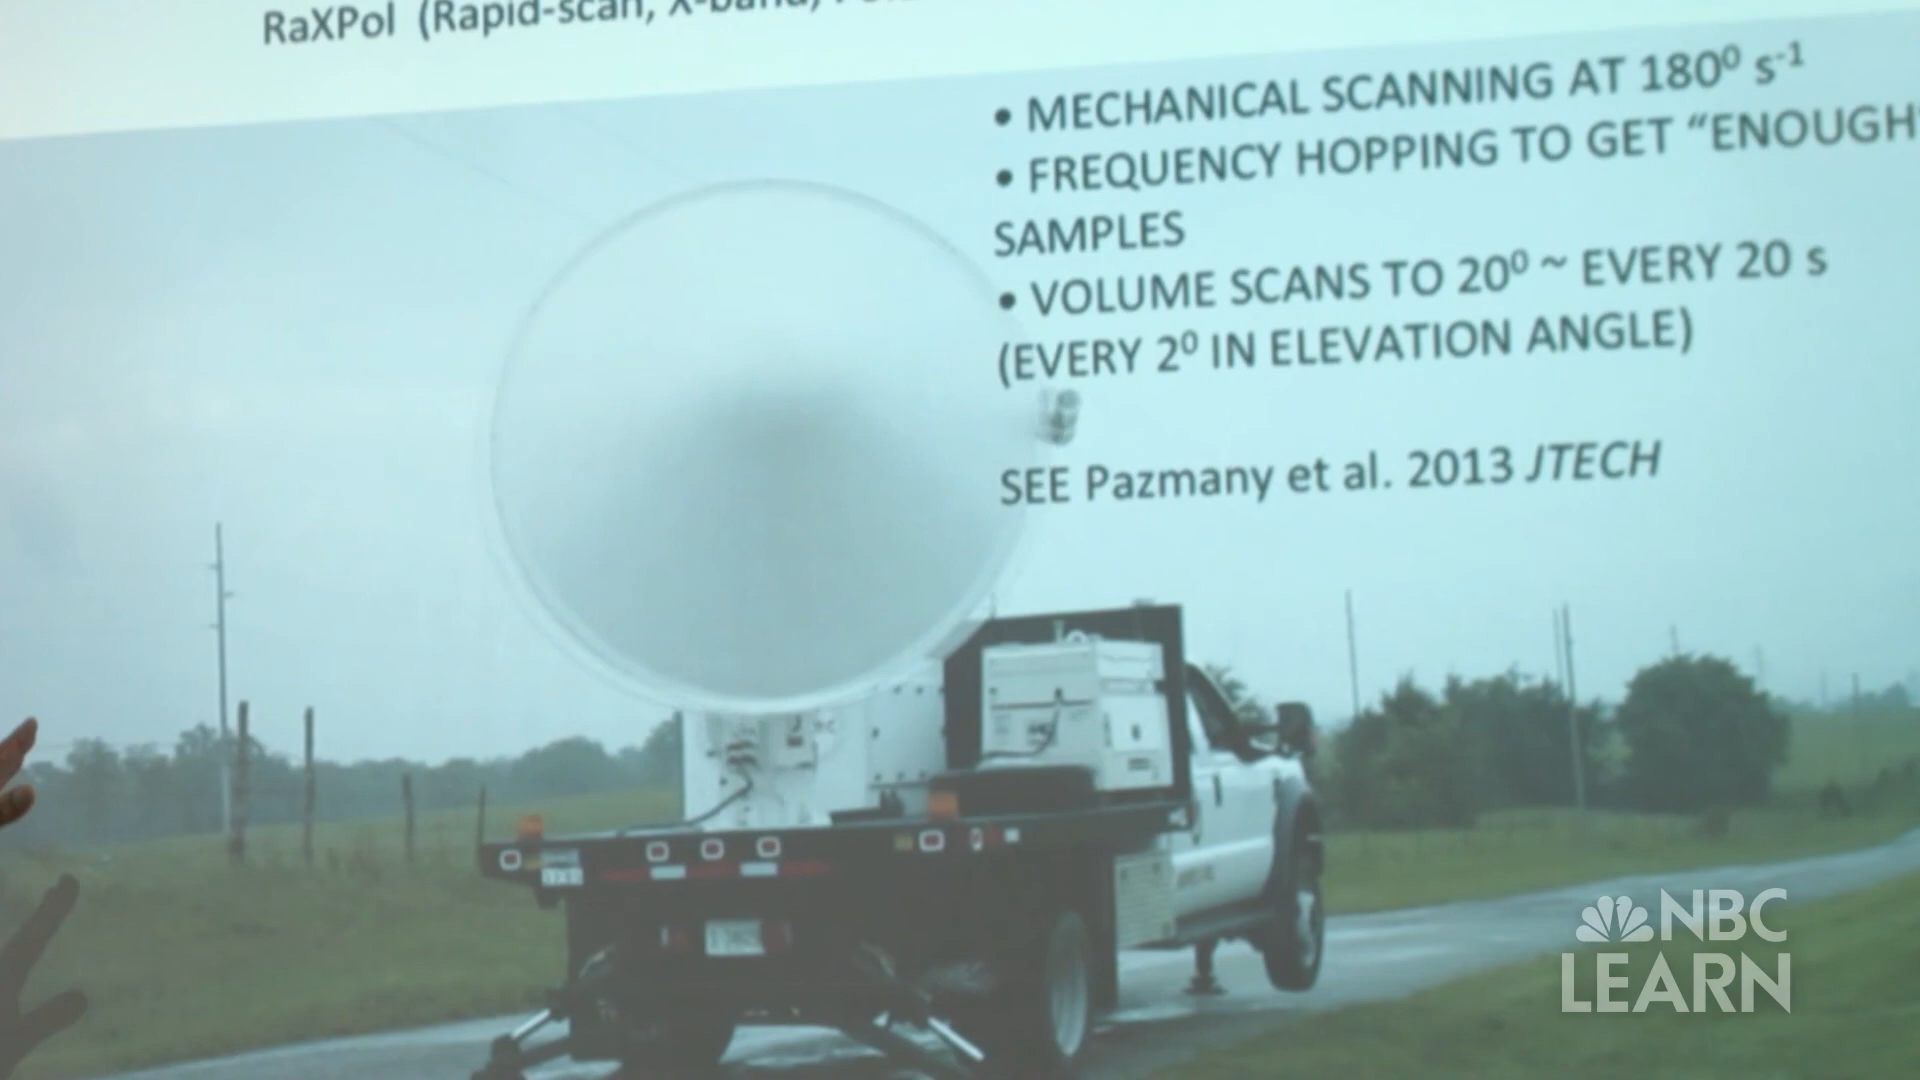 RaXPol (Rapid-scan, X-band,
• MECHANICAL SCANNING AT 180⁰ s⁻¹
• FREQUENCY HOPPING TO GET “ENOUGH”
SAMPLES
• VOLUME SCANS TO 20⁰ ~ EVERY 20 s
(EVERY 2⁰ IN ELEVATION ANGLE)
SEE Pazmany et al. 2013 JTECH
NBC
LEARN